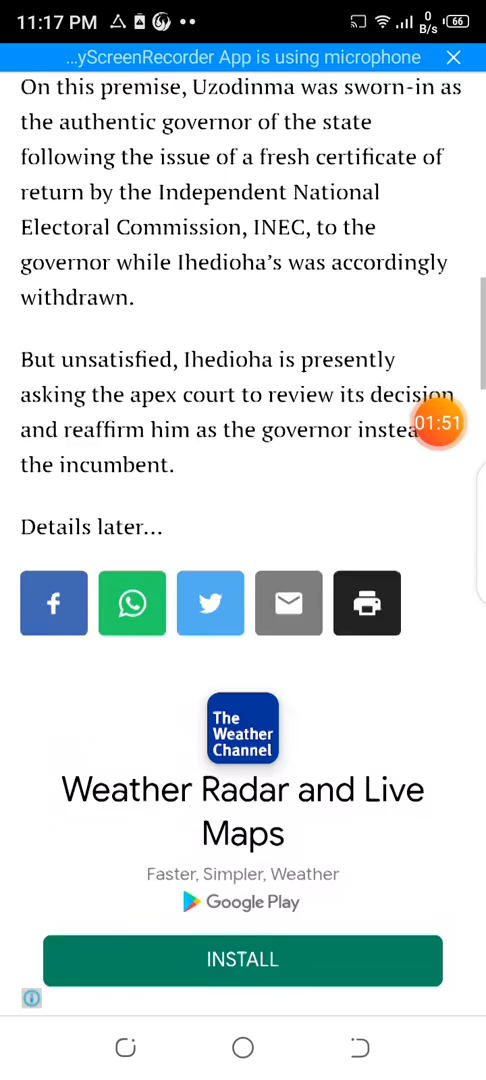 11:17 PM
0
B/s
66
...yScreenRecorder App is using microphone
On this premise, Uzodinma was sworn-in as
the authentic governor of the state
following the issue of a fresh certificate of
return by the Independent National
Electoral Commission, INEC, to the
governor while Ihedioha's was accordingly
withdrawn.
But unsatisfied, Ihedioha is presently
asking the apex court to review its decision
and reaffirm him as the governor instea
01:51
the incumbent.
Details later...
The
Weather
Channel
Weather Radar and Live
Maps
Faster, Simpler, Weather
Google Play
INSTALL